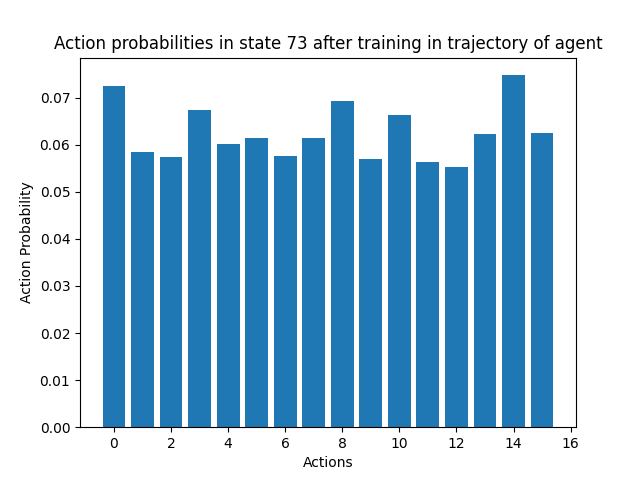 Action probabilities in state 73 after training in trajectory of agent
0.07
0.06
0.05
0.04
0.03
0.02
0.01
0.00
Action Probability
0 2 4 6 8 10 12 14 16
Actions